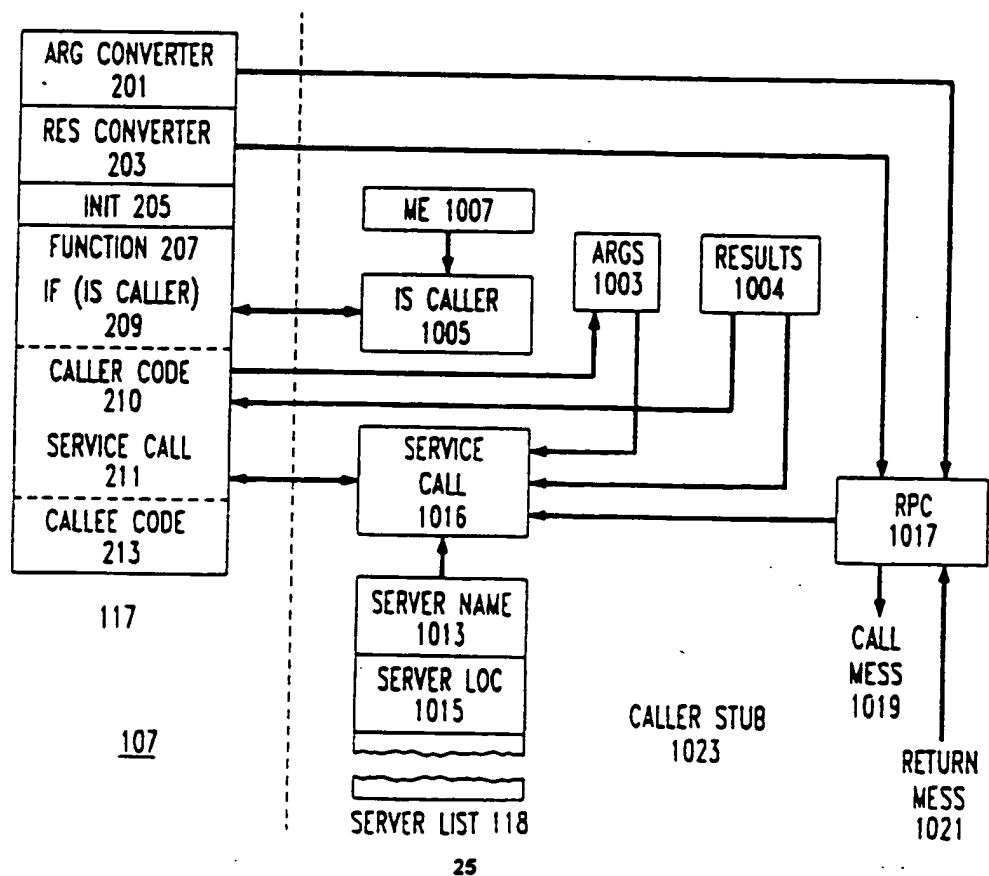 ARG CONVERTER
201
RES CONVERTER
203
INIT 205
FUNCTION 207
IF (IS CALLER)
209
CALLER CODE
210
SERVICE CALL
211
CALLEE CODE
213
117
107
ME 1007
IS CALLER
1005
ARGS
1003
RESULTS
1004
SERVICE
CALL
1016
SERVER NAME
1013
SERVER LOC
1015
SERVER LIST 118
RPC
1017
CALL
MESS
1019
RETURN
MESS
1021
CALLER STUB
1023
25